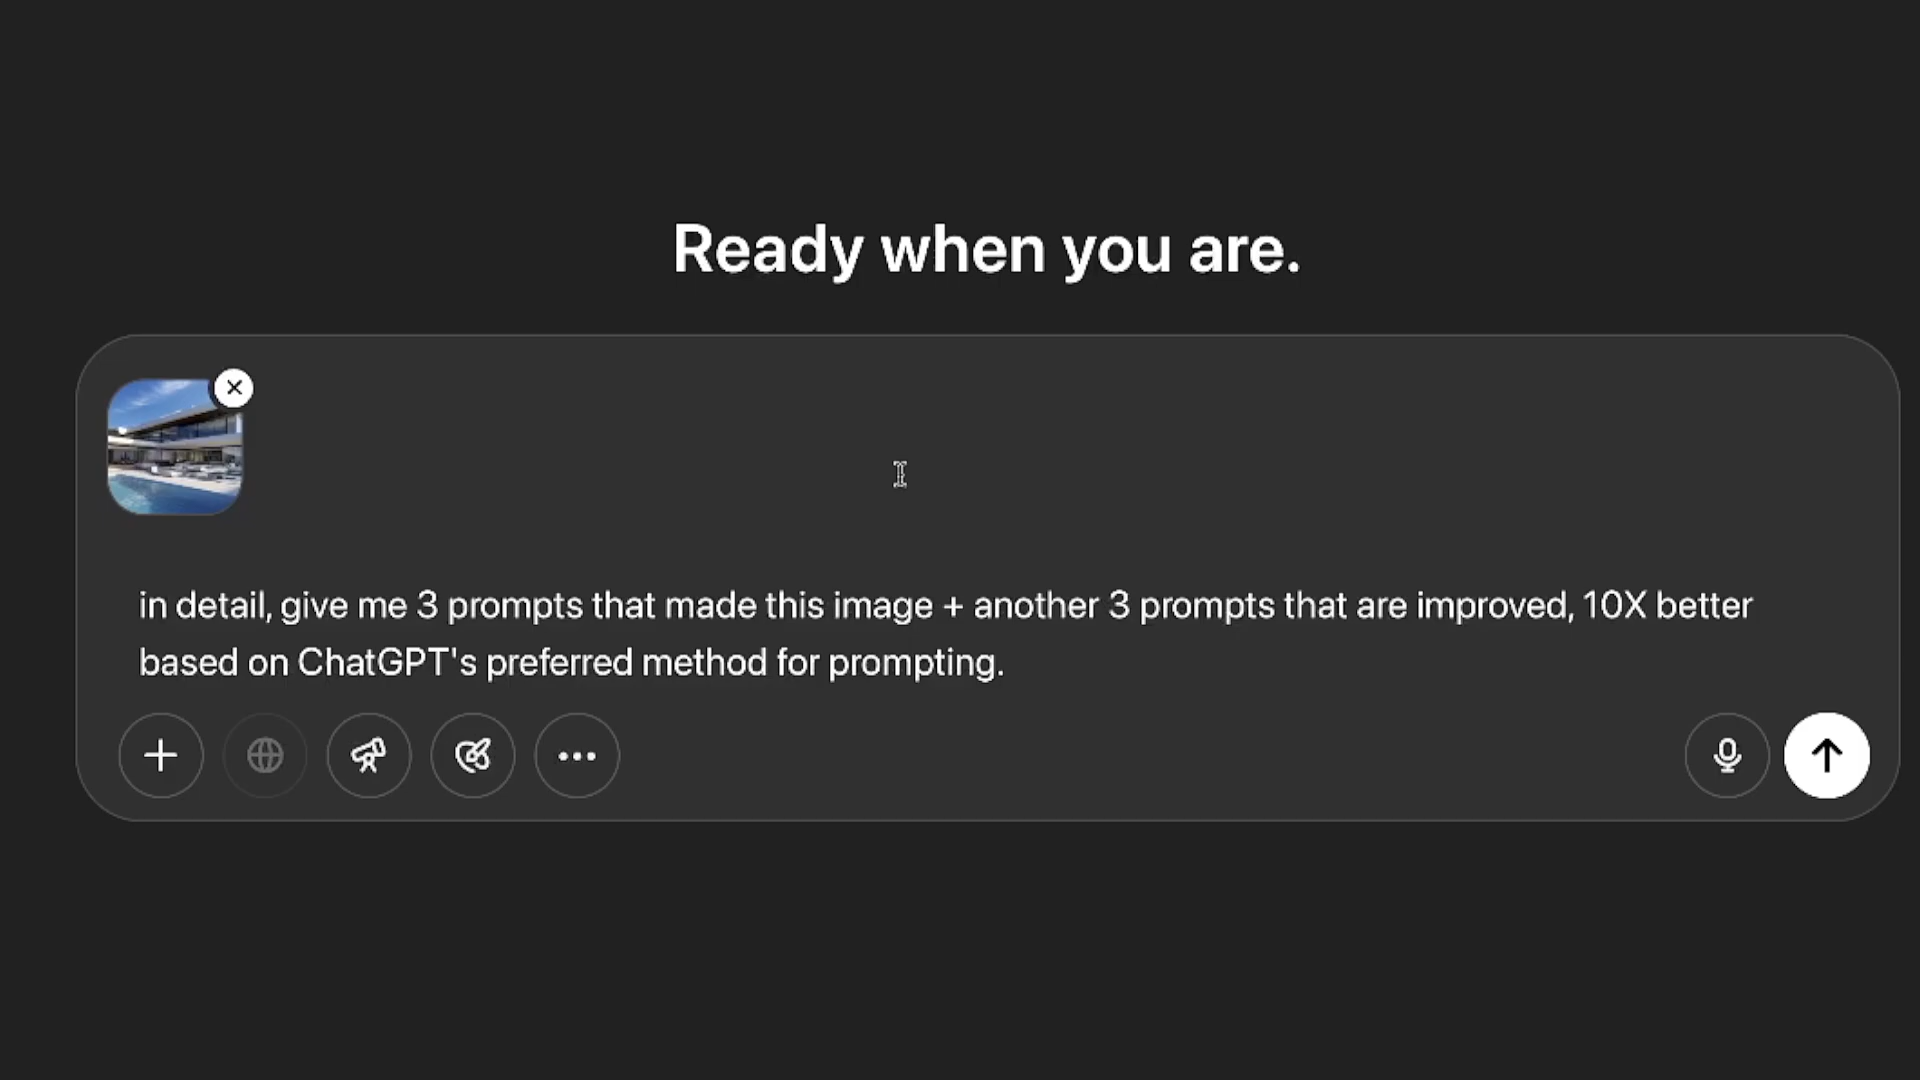 Ready when you are.
in detail, give me 3 prompts that made this image + another 3 prompts that are improved, 10X better
based on ChatGPT's preferred method for prompting.